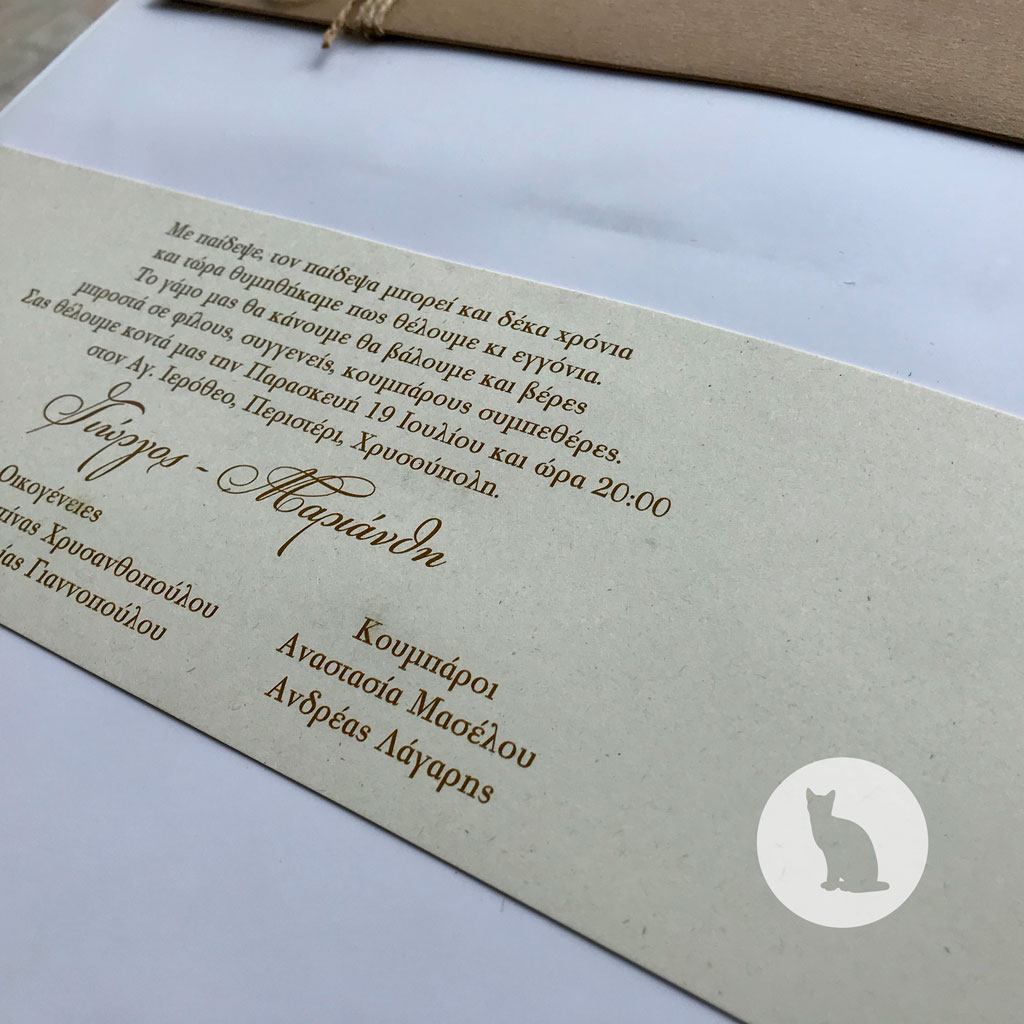 Με παίδεψε, τον παίδεψα μπορεί και δέκα χρόνια
και τώρα θυμηθήκαμε πως θέλουμε κι εγγόνια.
Το γάμο μας θα κάνουμε θα βάλουμε και βέρες
μπροστά σε φίλους, συγγενείς, κουμπάρους συμπεθέρες.
Σας θέλουμε κοντά μας την Παρασκευή 19 Ιουλίου και ώρα 20:00
στον Αγ. Ιερόθεο, Περιστέρι, Χρυσούπολη.
Γιώργος - Μαριάνθη
Οικογένειες
Χρυσανθοπούλου
Γιαννοπούλου
Κουμπάροι
Αναστασία Μασέλου
Ανδρέας Λάγαρης